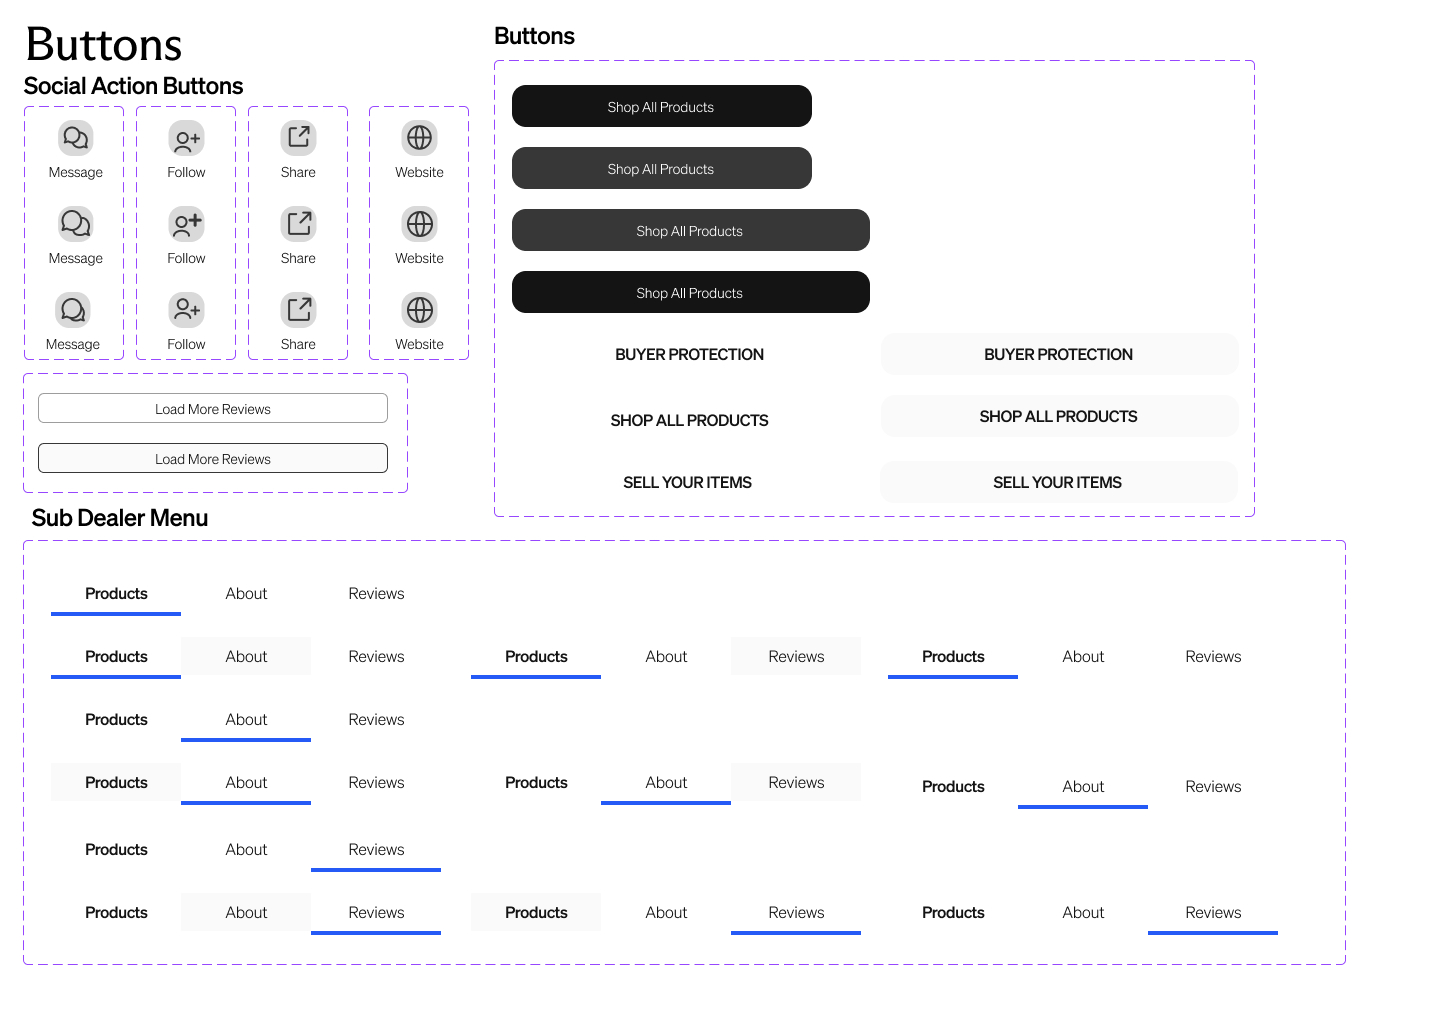 Buttons
Social Action Buttons
Message Follow Share Website
Message Follow Share Website
Message Follow Share Website
Load More Reviews
Load More Reviews
Buttons
Shop All Products
Shop All Products
Shop All Products
Shop All Products
BUYER PROTECTION BUYER PROTECTION
SHOP ALL PRODUCTS SHOP ALL PRODUCTS
SELL YOUR ITEMS SELL YOUR ITEMS
Sub Dealer Menu
Products About Reviews
Products About Reviews Products About Reviews Products About Reviews
Products About Reviews
Products About Reviews Products About Reviews Products About Reviews
Products About Reviews
Products About Reviews Products About Reviews Products About Reviews